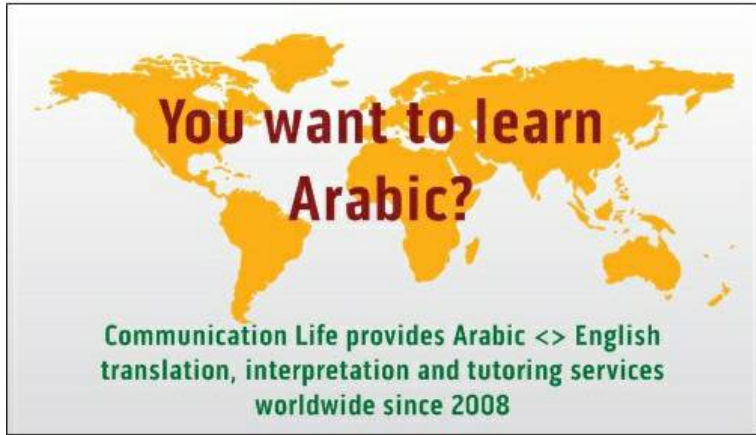 You want to learn
Arabic?
Communication Life provides Arabic <> English
translation, interpretation and tutoring services
worldwide since 2008